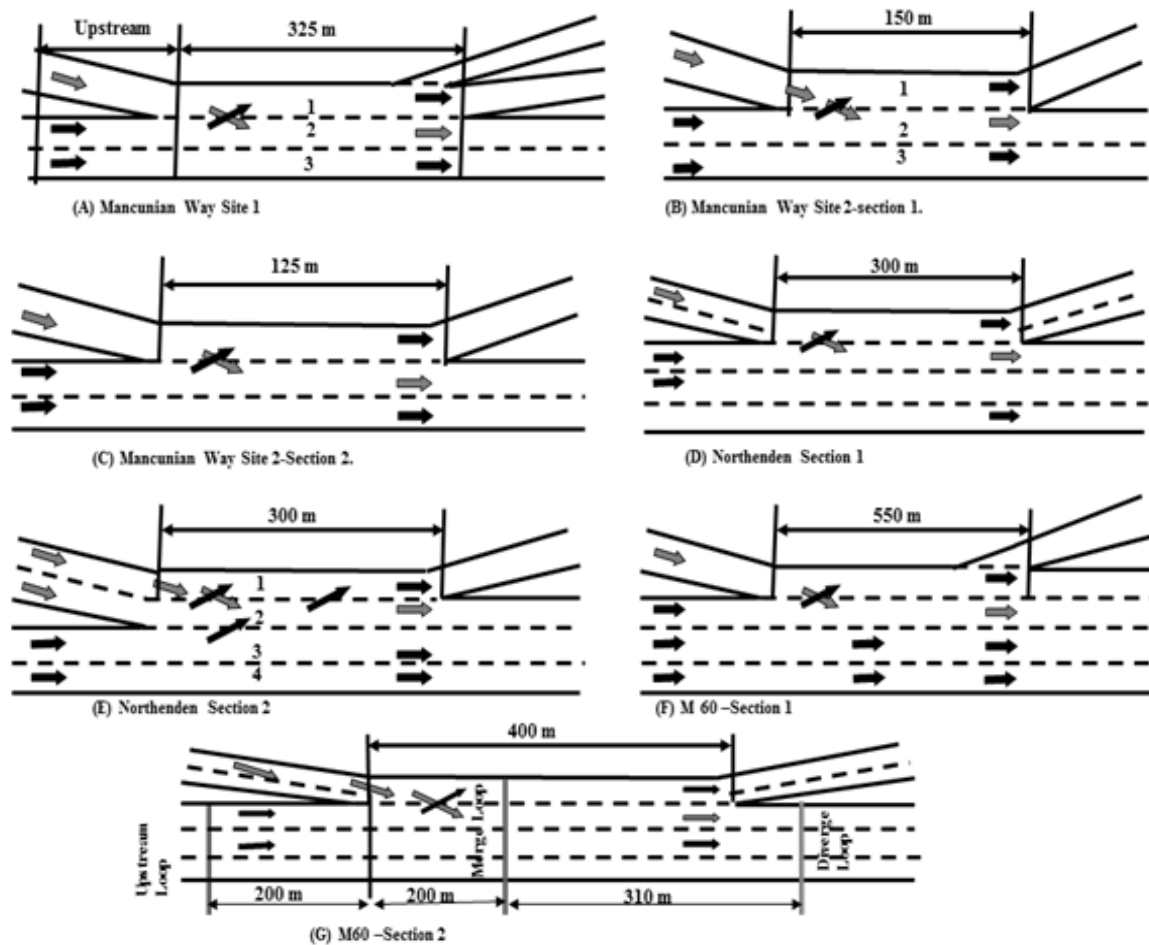 Upstream
325 m
1
2
3
(A) Mancunian Way Site 1
150 m
1
2
3
(B) Mancunian Way Site 2-section 1.
125 m
(C) Mancunian Way Site 2-Section 2.
300 m
(D) Northenden Section 1
300 m
1
2
3
4
(E) Northenden Section 2
550 m
(F) M 60 –Section 1
400 m
Upstream
Loop
Merge Loop
Diverge
Loop
200 m
200 m
310 m
(G) M60 –Section 2